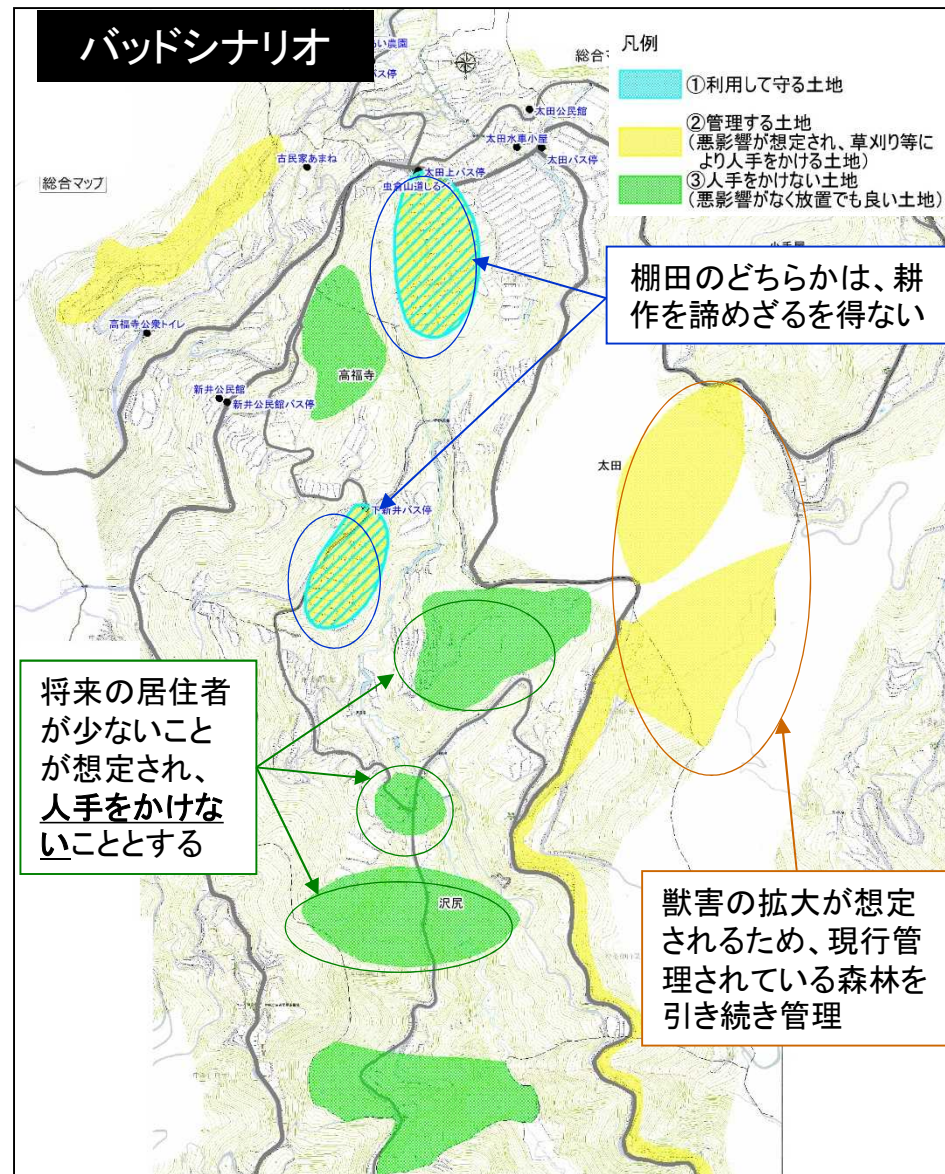 バッドシナリオ
い農園
バス停
総合マ
凡例
①利用して守る土地
②管理する土地
(悪影響が想定され、草刈り等に
より人手をかける土地)
③人手をかけない土地
(悪影響がなく放置でも良い土地)
太田公民館
太田水車小屋
太田バス停
古民家あまね
太田上バス停
虫倉山道しるべ
総合マップ
棚田のどちらかは、耕
作を諦めざるを得ない
高福寺公衆トイレ
高福寺
新井公民館
新井公民館バス停
太田
下新井バス停
将来の居住者
が少ないこと
が想定され、
人手をかけな
いこととする
沢尻
獣害の拡大が想定
されるため、現行管
理されている森林を
引き続き管理